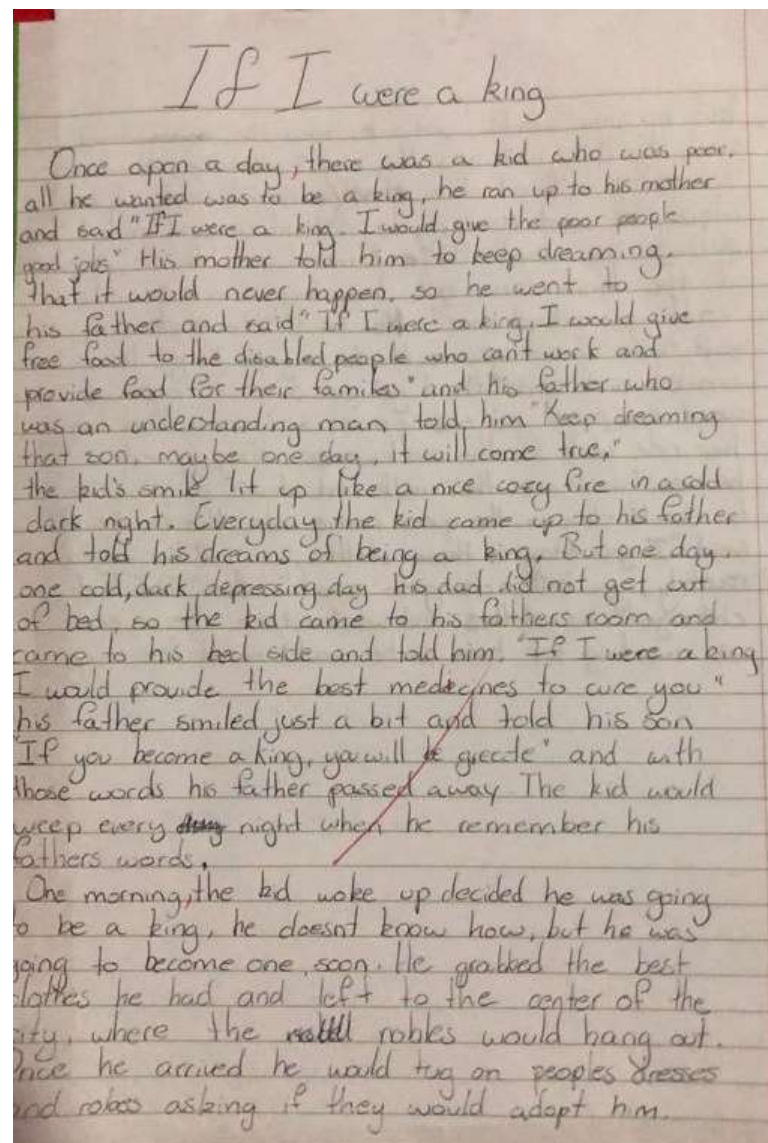 If I were a king
Once apon a day, there was a kid who was poor.
all he wanted was to be a king, he ran up to his mother
and said "If I were a king. I would give the poor people
good jobs" His mother told him to keep dreaming.
that it would never happen. so he went to
his father and said "If I were a king, I would give
free food to the disabled people who can't work and
provide food for their familes" and his father who
was an understanding man told him "Keep dreaming
that son. maybe one day, it will come true,"
the kid's smile lit up like a nice cozy fire in a cold
dark night. Everyday the kid came up to his father
and told his dreams of being a king. But one day.
one cold, dark, depressing day his dad did not get out
of bed, so the kid came to his fathers room and
came to his bed side and told him. "If I were a king
I would provide the best medecines to cure you"
his father smiled just a bit and told his son
"If you become a king, you will be" and with
those words his father passed away The kid would
weep every night when he remember his
fathers words.
One morning, the kid woke up decided he was going
to be a king, he doesnt know how, but he was
going to become one, soon. He grabbed the best
clothes he had and left to the center of the
city, where the nobles would hang out.
Once he arrived he would tug on peoples dresses
and robes asking if they would adopt him.